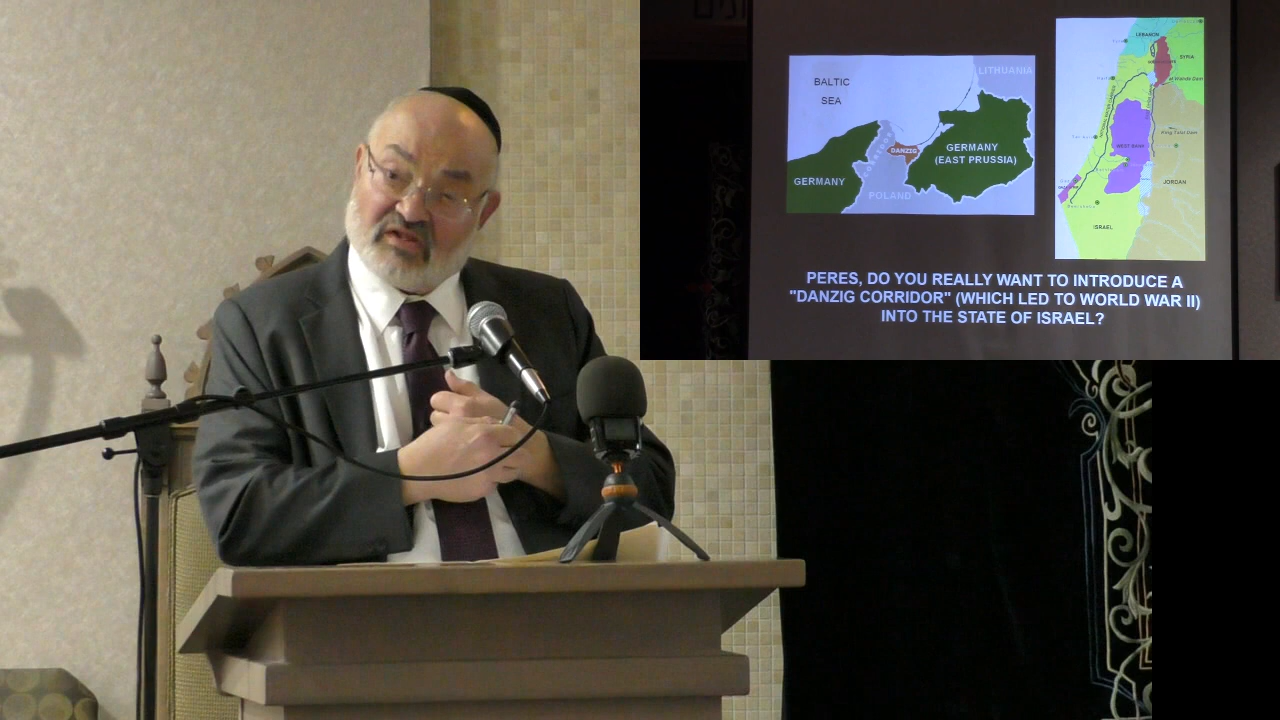 BALTIC
SEA
LITHUANIA
GERMANY
DANZIG
GERMANY
(EAST PRUSSIA)
POLAND
LEBANON
SYRIA
WEST BANK
JORDAN
ISRAEL
PERES, DO YOU REALLY WANT TO INTRODUCE A
"DANZIG CORRIDOR" (WHICH LED TO WORLD WAR II)
INTO THE STATE OF ISRAEL?